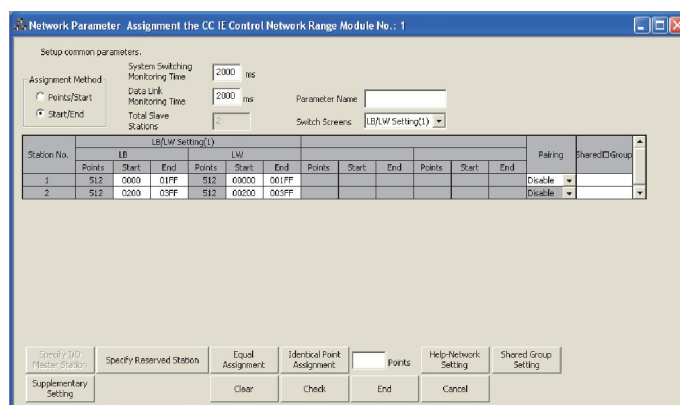 Network Parameter Assignment the CC IE Control Network Range Module No.: 1
Setup common parameters.
Assignment Method
Points/Start
Start/End
System Switching
Monitoring Time
2000 ms
Data Link
Monitoring Time
2000 ms
Total Slave
Stations
2
Parameter Name
Switch Screens
LB/LW Setting(1)
Station No. LB/LW Setting(1) Pairing Shared□Group
LB LW
Points Start End Points Start End Points Start End Points Start End
1 512 0000 01FF 512 00000 001FF Disable
2 512 0200 03FF 512 00200 003FF Disable
Specify I/O
Master Station
Specify Reserved Station
Equal
Assignment
Identical Point
Assignment
Points
Help-Network
Setting
Shared Group
Setting
Supplementary
Setting
Clear
Check
End
Cancel